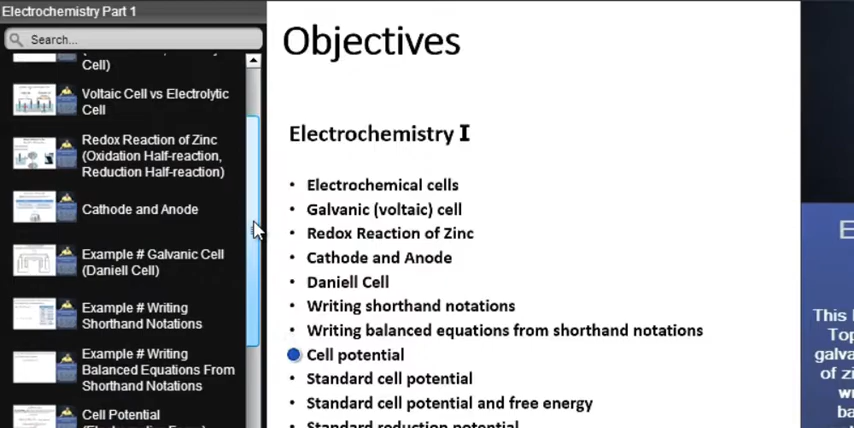 Electrochemistry Part 1
Search...
Cell)
Voltaic Cell vs Electrolytic
Cell
Redox Reaction of Zinc
(Oxidation Half-reaction,
Reduction Half-reaction)
Cathode and Anode
Example # Galvanic Cell
(Daniell Cell)
Example # Writing
Shorthand Notations
Example # Writing
Balanced Equations From
Shorthand Notations
Cell Potential
Objectives
Electrochemistry I
• Electrochemical cells
• Galvanic (voltaic) cell
• Redox Reaction of Zinc
• Cathode and Anode
• Daniell Cell
• Writing shorthand notations
• Writing balanced equations from shorthand notations
Cell potential
• Standard cell potential
• Standard cell potential and free energy
• Standard reduction potential
E
This
Top
galva
of zi
w
ba